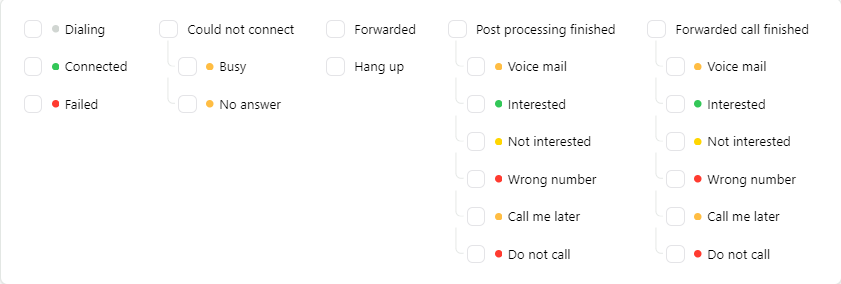 Dialing
Connected
Failed
Could not connect
Busy
No answer
Forwarded
Hang up
Post processing finished
Voice mail
Interested
Not interested
Wrong number
Call me later
Do not call
Forwarded call finished
Voice mail
Interested
Not interested
Wrong number
Call me later
Do not call